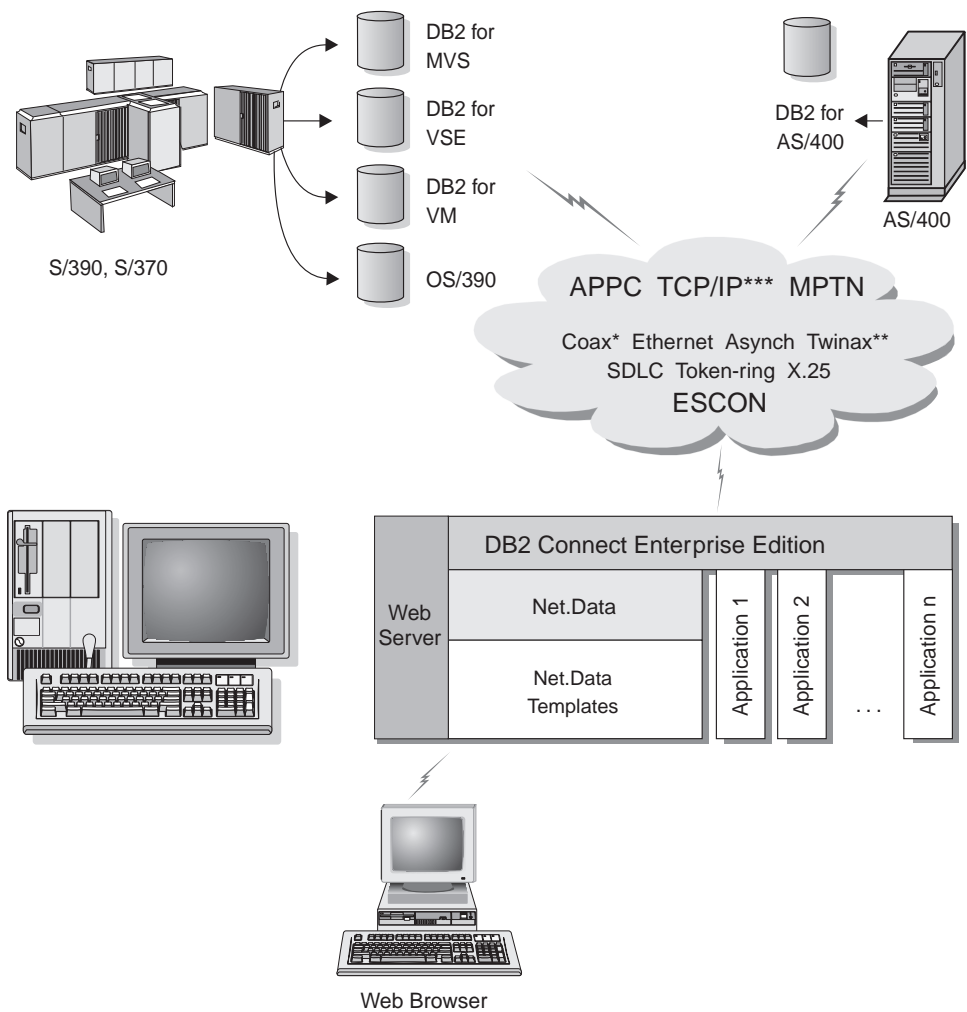 DB2 for
MVS
DB2 for
VSE
DB2 for
VM
OS/390
S/390, S/370
DB2 for
AS/400
AS/400
APPC TCP/IP*** MPTN
Coax* Ethernet Asynch Twinax**
SDLC Token-ring X.25
ESCON
DB2 Connect Enterprise Edition
Web
Server
Net.Data
Net.Data
Templates
Application 1
Application 2
. . .
Application n
Web Browser